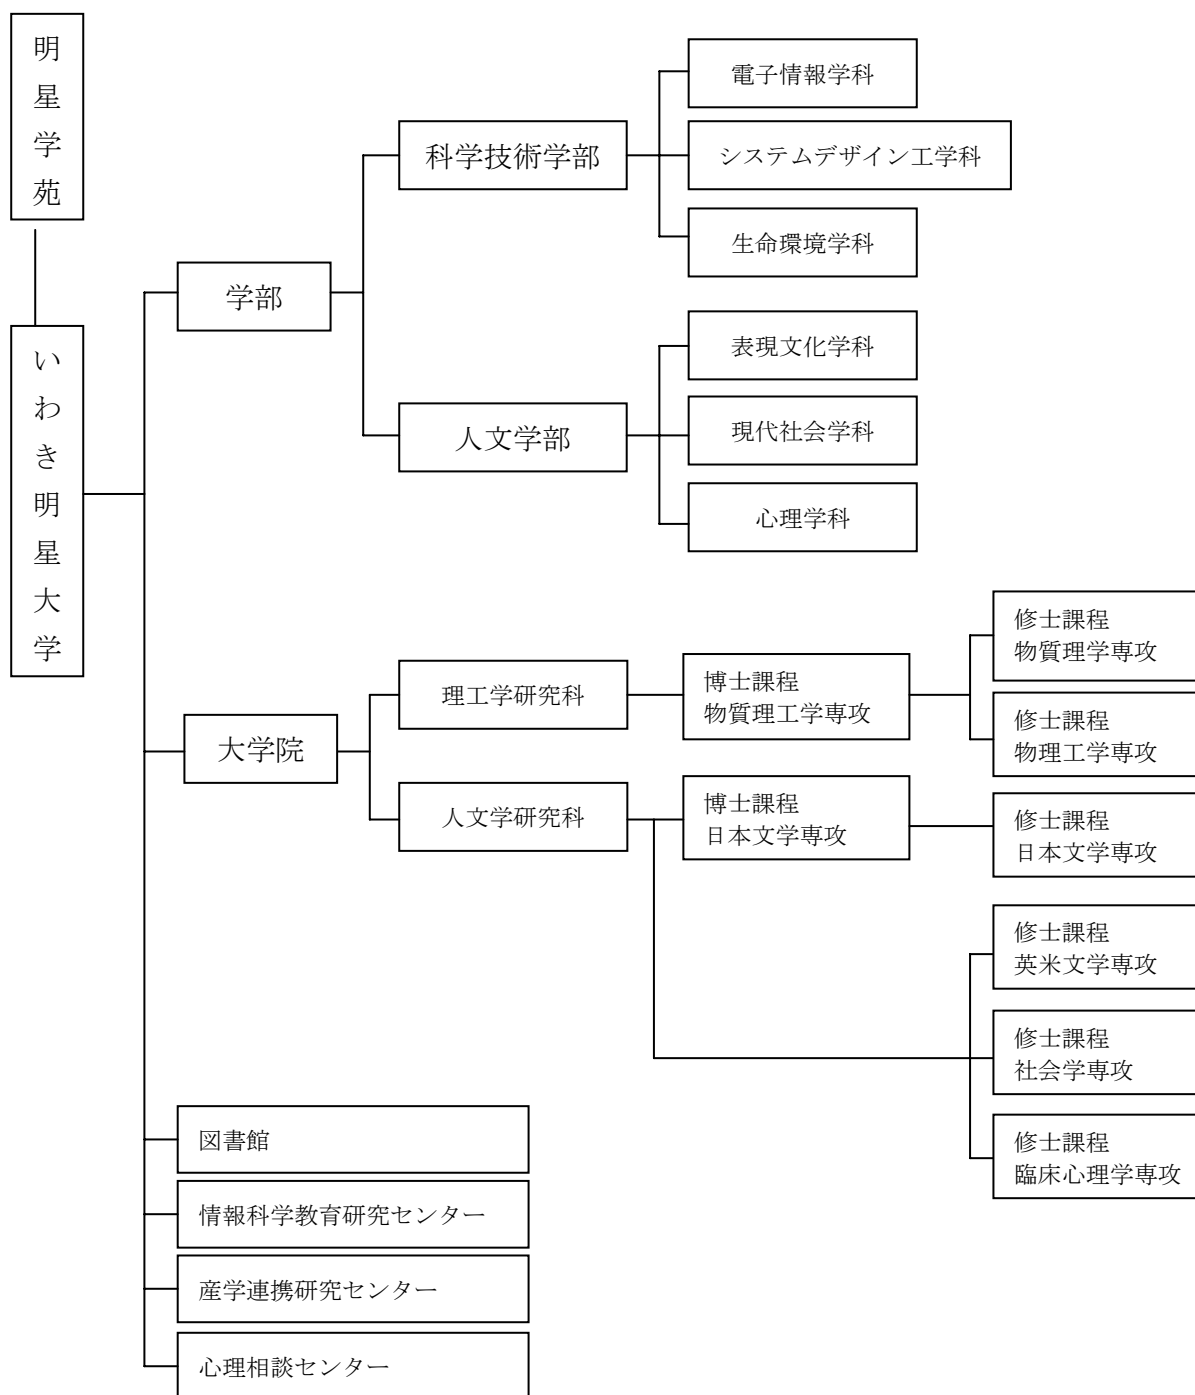 明星学苑
いわき明星大学
学部
科学技術学部
電子情報学科
システムデザイン工学科
生命環境学科
人文学部
表現文化学科
現代社会学科
心理学科
大学院
理工学研究科
博士課程
物質理工学専攻
修士課程
物質理学専攻
修士課程
物理工学専攻
人文学研究科
博士課程
日本文学専攻
修士課程
日本文学専攻
修士課程
英米文学専攻
修士課程
社会学専攻
修士課程
臨床心理学専攻
図書館
情報科学教育研究センター
産学連携研究センター
心理相談センター